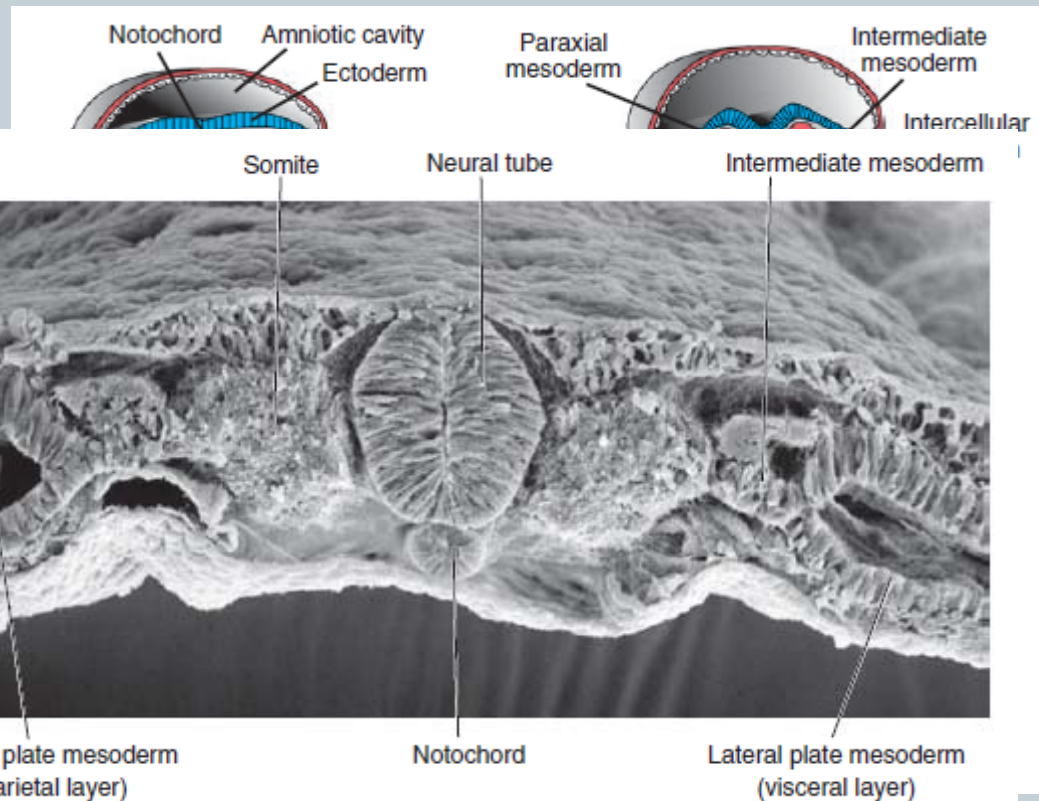 Notochord
Amniotic cavity
Ectoderm
Paraxial
mesoderm
Intermediate
mesoderm
Intercellular
Somite
Neural tube
Intermediate mesoderm
plate mesoderm
arietal layer)
Notochord
Lateral plate mesoderm
(visceral layer)